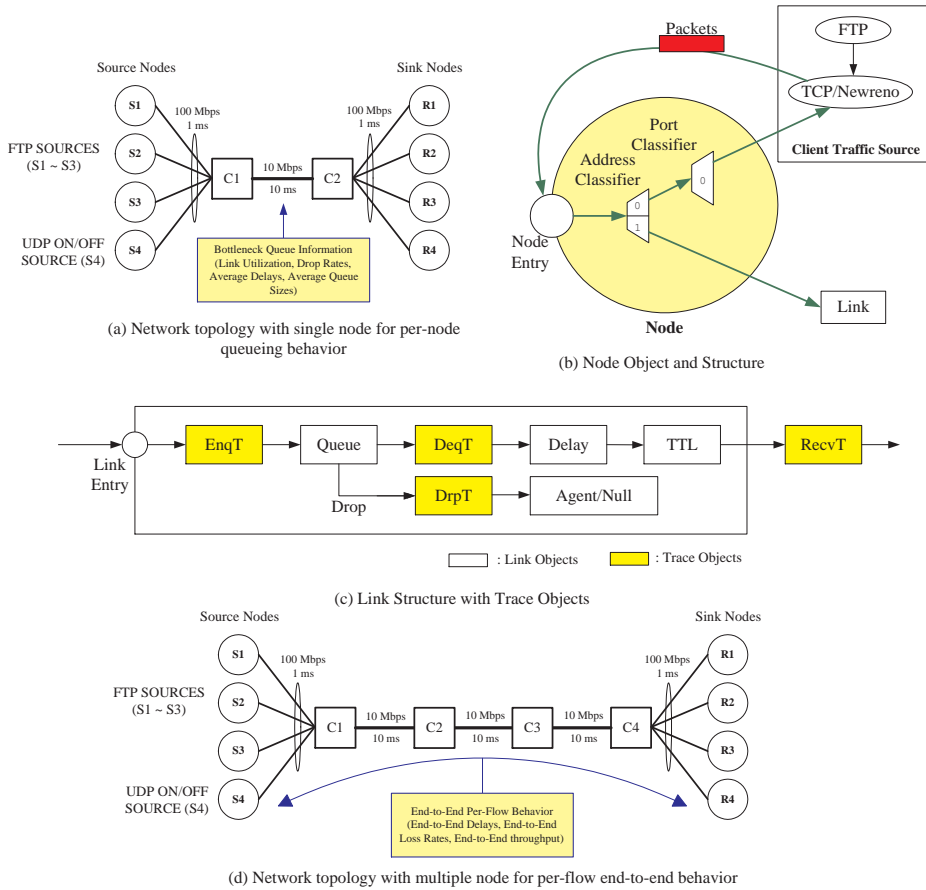 Source Nodes
Sink Nodes
S1
S2
S3
S4
FTP SOURCES
(S1 ~ S3)
UDP ON/OFF
SOURCE (S4)
100 Mbps
1 ms
C1
10 Mbps
10 ms
C2
100 Mbps
1 ms
R1
R2
R3
R4
Bottleneck Queue Information
(Link Utilization, Drop Rates,
Average Delays, Average Queue
Sizes)
(a) Network topology with single node for per-node
queueing behavior
Packets
FTP
TCP/Newreno
Client Traffic Source
Port
Classifier
Address
Classifier
0
0
1
Node
Entry
Node
Link
(b) Node Object and Structure
Link
Entry
EnqT
Queue
DeqT
Delay
TTL
RecvT
Drop
DrpT
Agent/Null
: Link Objects
: Trace Objects
(c) Link Structure with Trace Objects
Source Nodes
Sink Nodes
S1
S2
S3
S4
FTP SOURCES
(S1 ~ S3)
UDP ON/OFF
SOURCE (S4)
100 Mbps
1 ms
C1
10 Mbps
10 ms
C2
10 Mbps
10 ms
C3
10 Mbps
10 ms
C4
100 Mbps
1 ms
R1
R2
R3
R4
End-to-End Per-Flow Behavior
(End-to-End Delays, End-to-End
Loss Rates, End-to-End throughput)
(d) Network topology with multiple node for per-flow end-to-end behavior